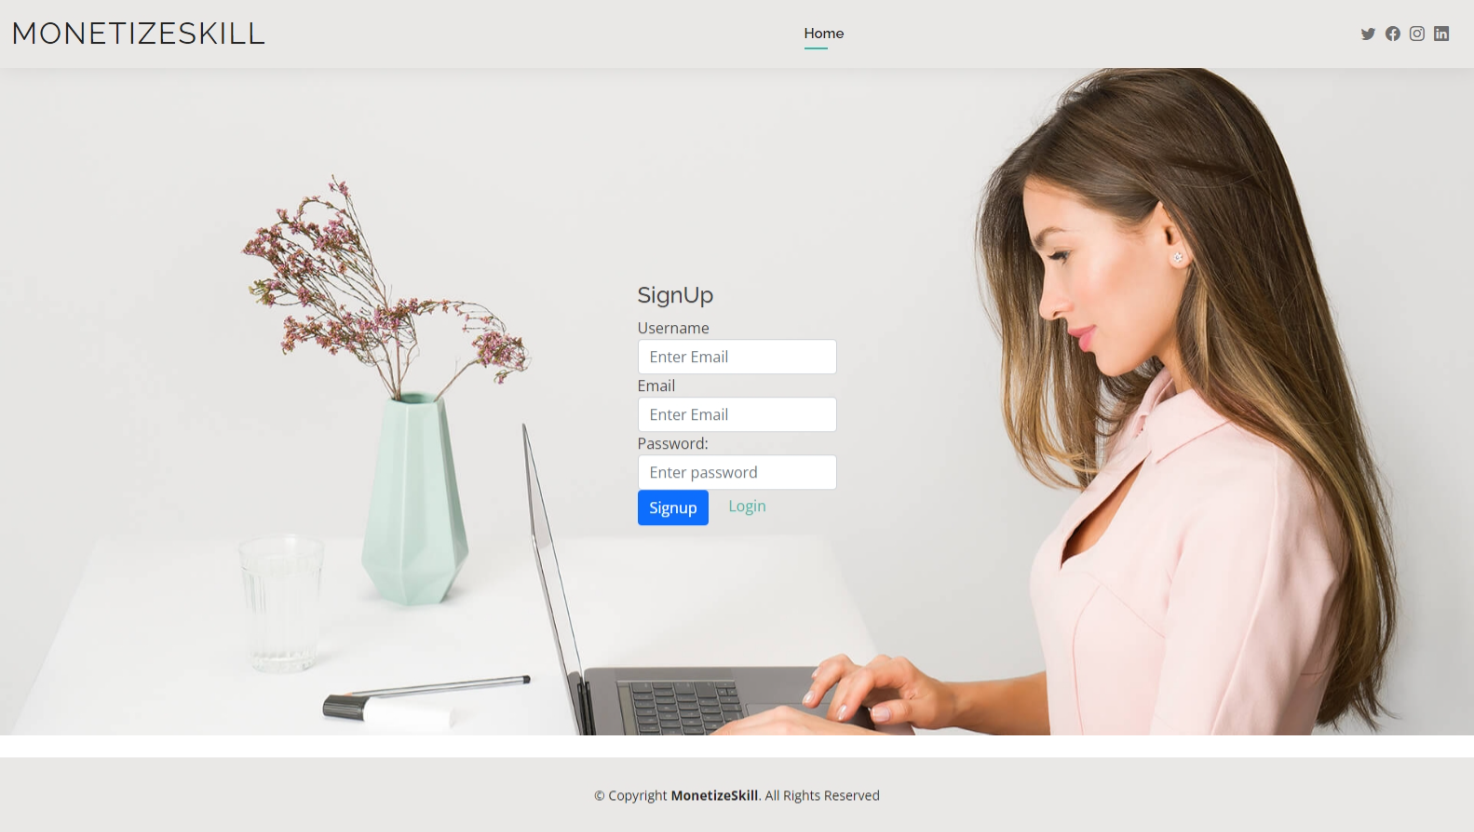 MONETIZESKILL
Home
SignUp
Username
Enter Email
Email
Enter Email
Password:
Enter password
Signup
Login
© Copyright MonetizeSkill. All Rights Reserved